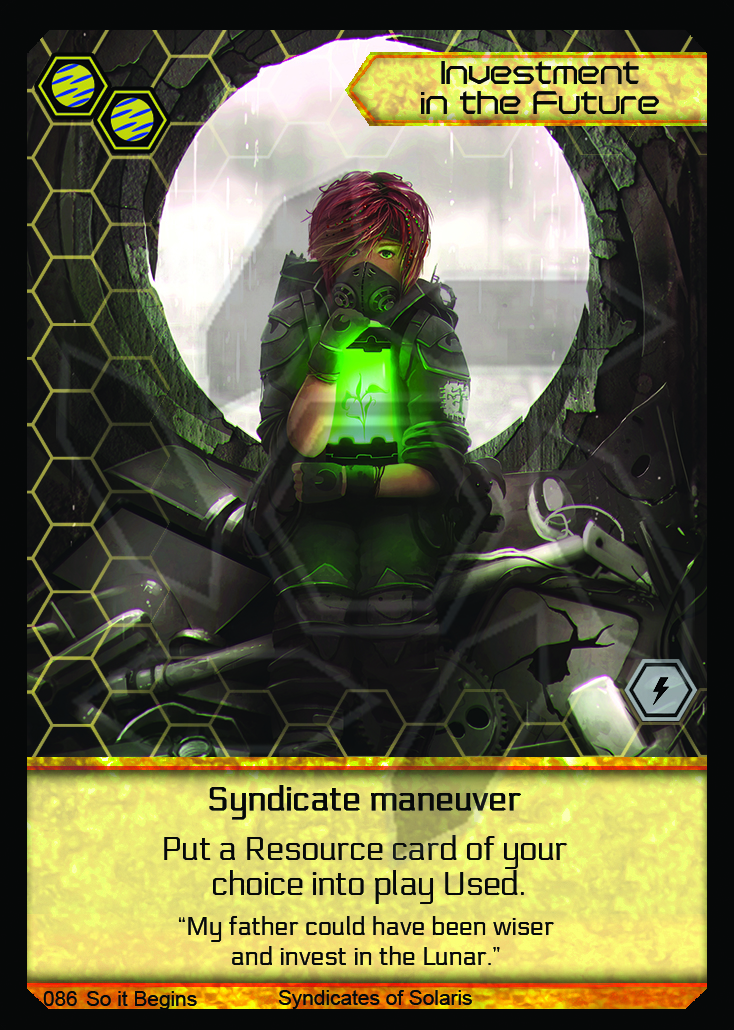 Investment
in the Future
Syndicate maneuver
Put a Resource card of your
choice into play Used.
“My father could have been wiser
and invest in the Lunar.”
086 So it Begins Syndicates of Solaris